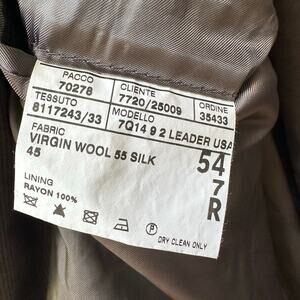 PACCO CLIENTE ORDINE
70278 7720/25009 35433
TESSUTO MODELLO
8117243/33 7Q14 9 2 LEADER USA
FABRIC
VIRGIN WOOL 55 SILK
45
54
7
R
LINING
RAYON 100%
DRY CLEAN ONLY